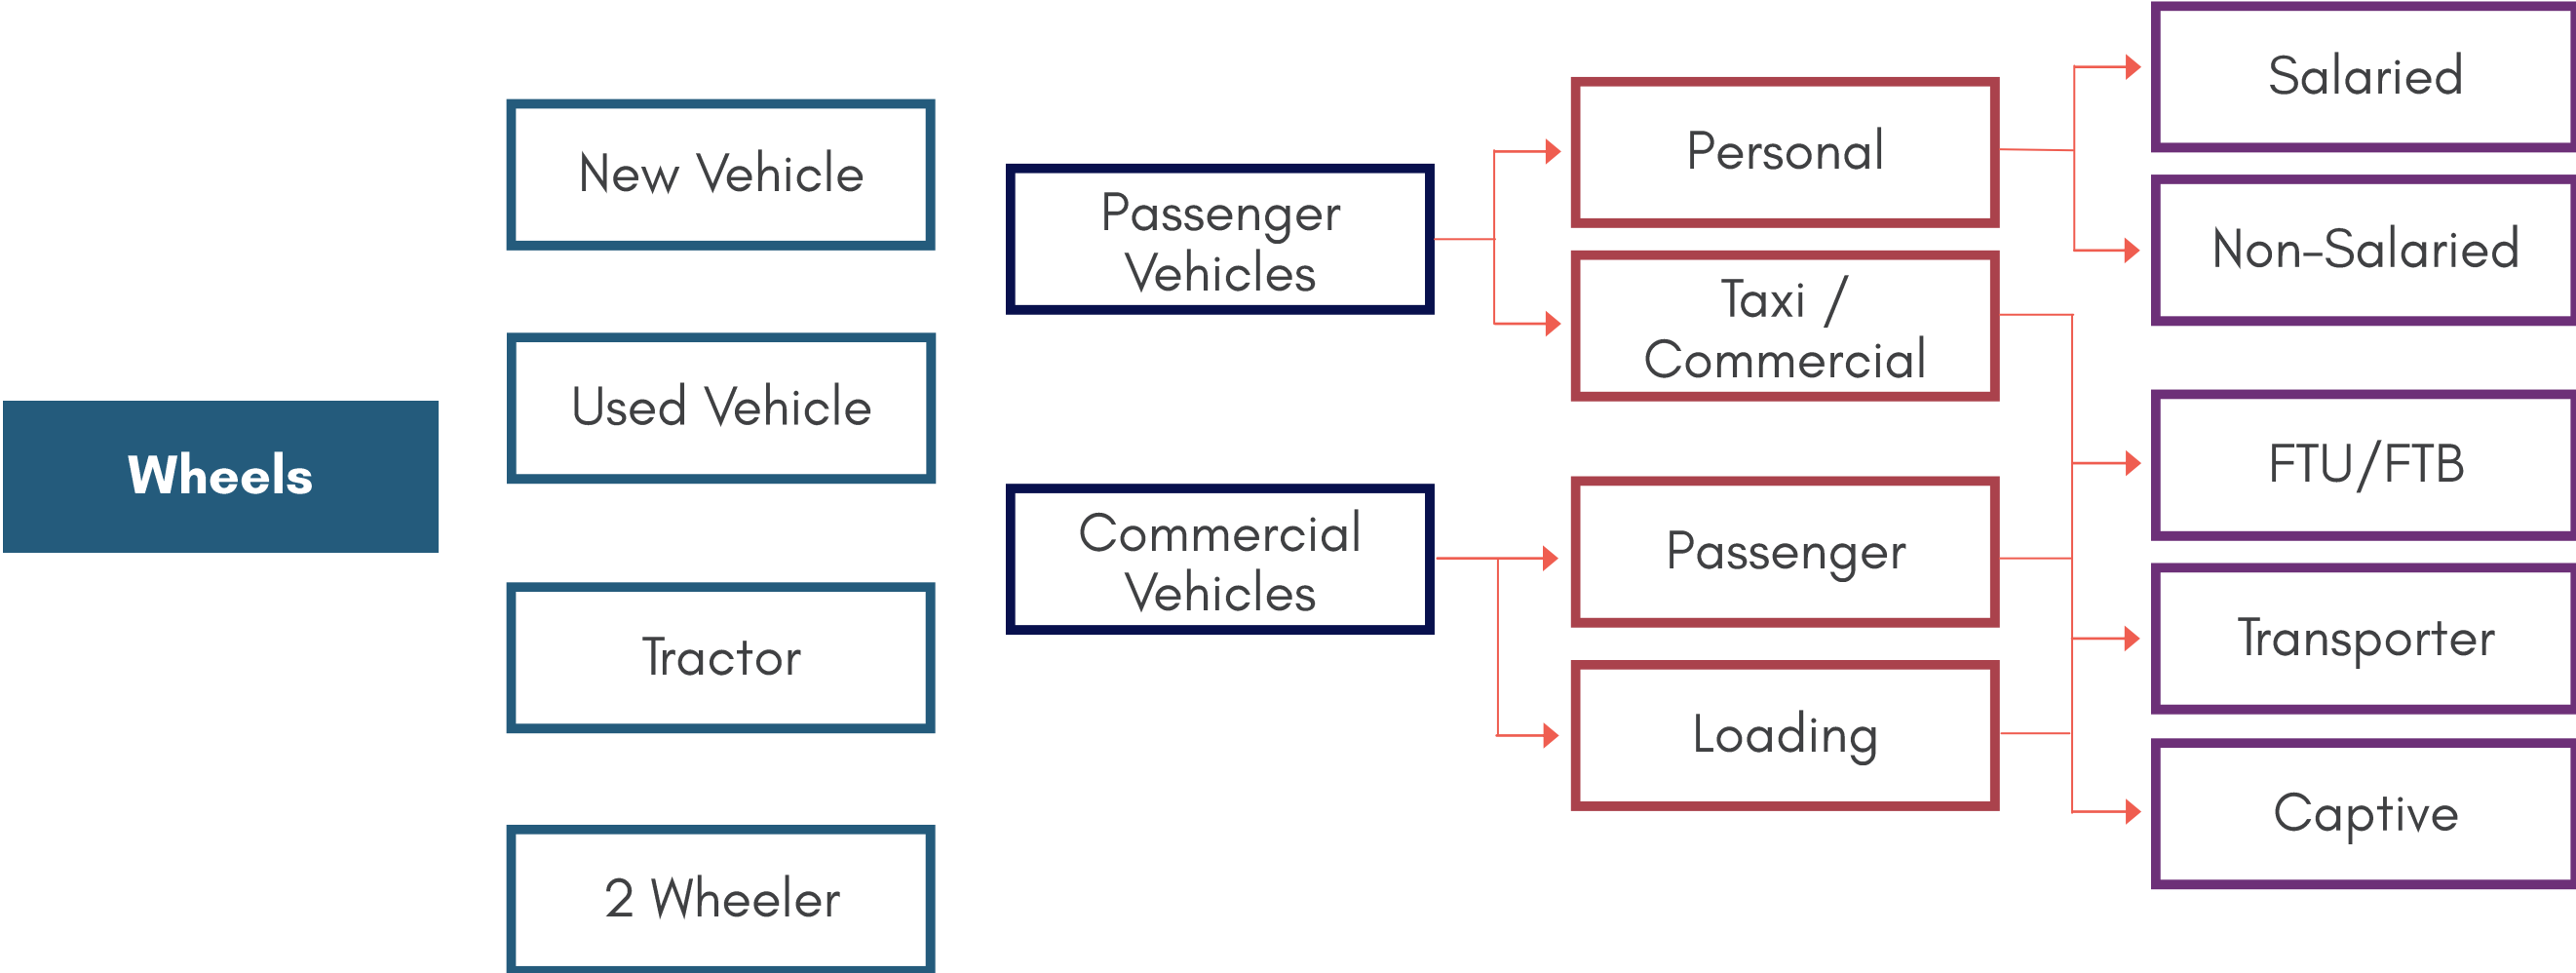 Wheels
New Vehicle
Used Vehicle
Tractor
2 Wheeler
Passenger
Vehicles
Commercial
Vehicles
Personal
Taxi /
Commercial
Passenger
Loading
Salaried
Non-Salaried
FTU/FTB
Transporter
Captive